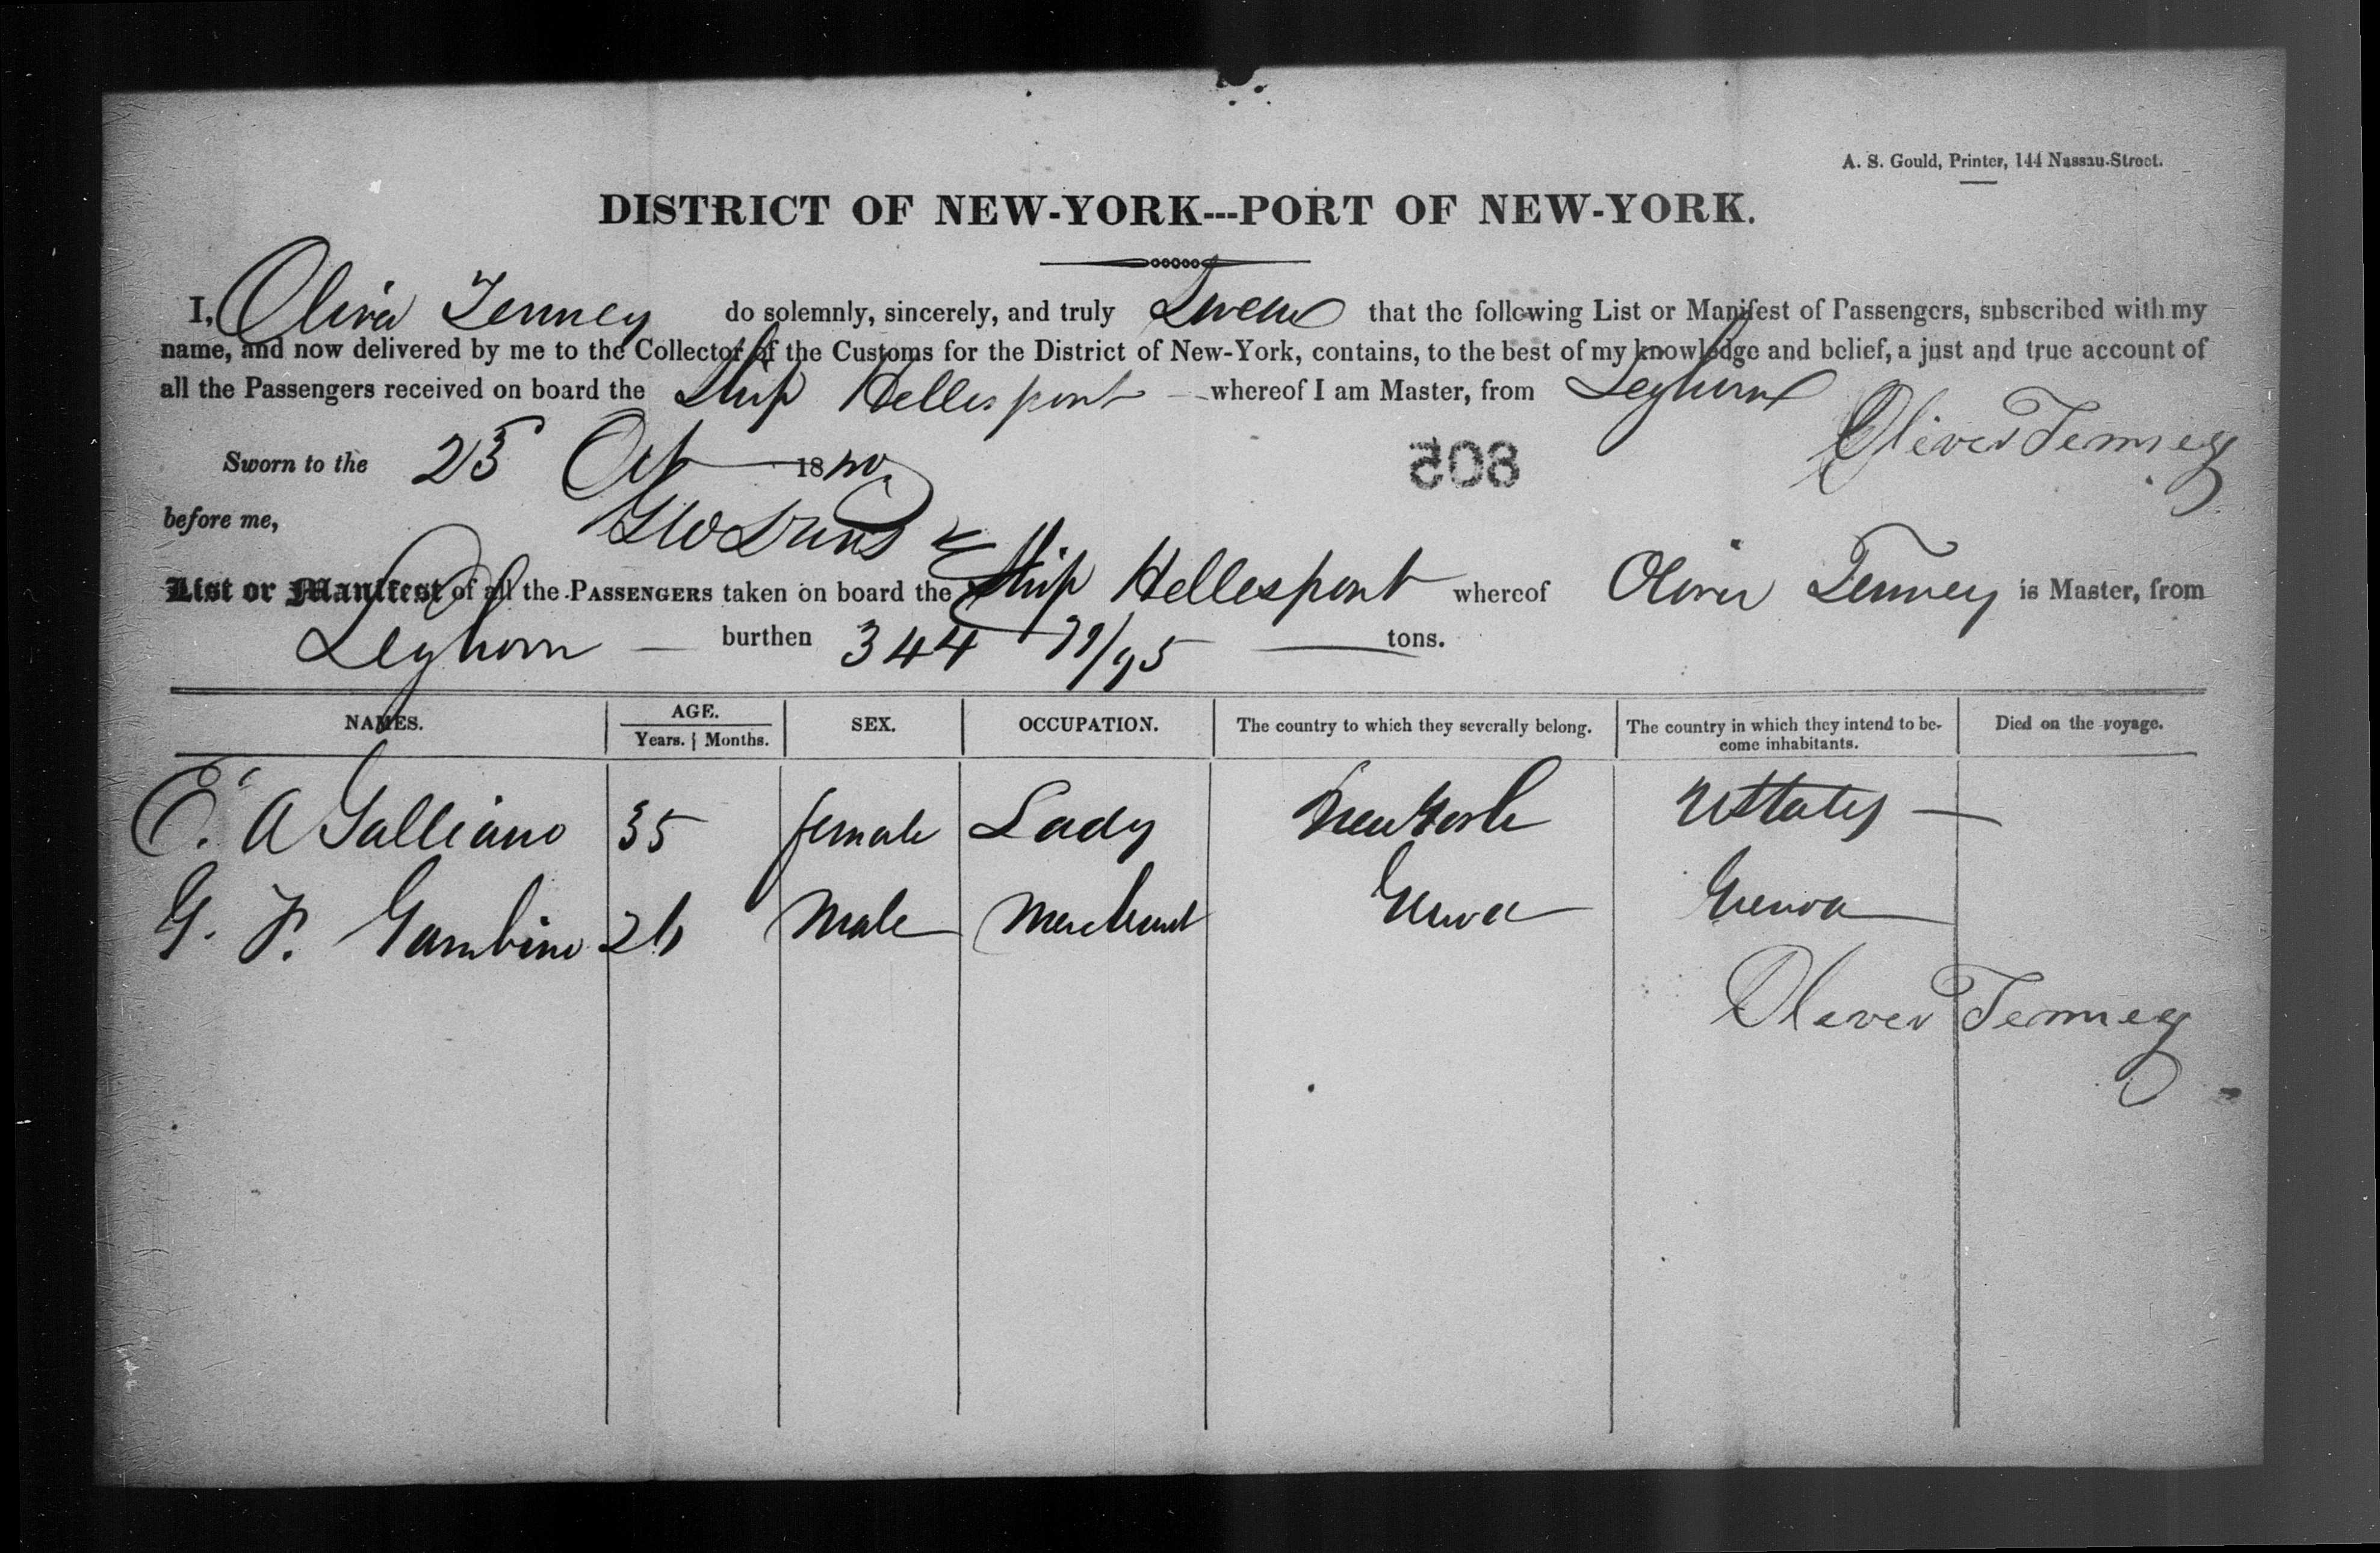 A. S. Gould, Printer, 144 Nassau-Street.
DISTRICT OF NEW-YORK---PORT OF NEW-YORK.
I, Oliver Tenney do solemnly, sincerely, and truly Swear that the following List or Manifest of Passengers, subscribed with my
name, and now delivered by me to the Collector of the Customs for the District of New-York, contains, to the best of my knowledge and belief, a just and true account of
all the Passengers received on board the Ship Hellespont whereof I am Master, from Leghorn
Oliver Tenney
Sworn to the 23 Oct 1840
508
before me,
List or Manifest of all the PASSENGERS taken on board the Ship Hellespont whereof Oliver Tenney is Master, from
Leghorn — burthen 344 71/95 tons.
NAMES. AGE. SEX. OCCUPATION. The country to which they severally belong. The country in which they intend to be- Died on the voyage.
Years. Months. come inhabitants.
E. A Galliano 35 female Lady New York UStates —
G. F. Gambino 26 Male Merchant Genoa Genoa
Oliver Tenney